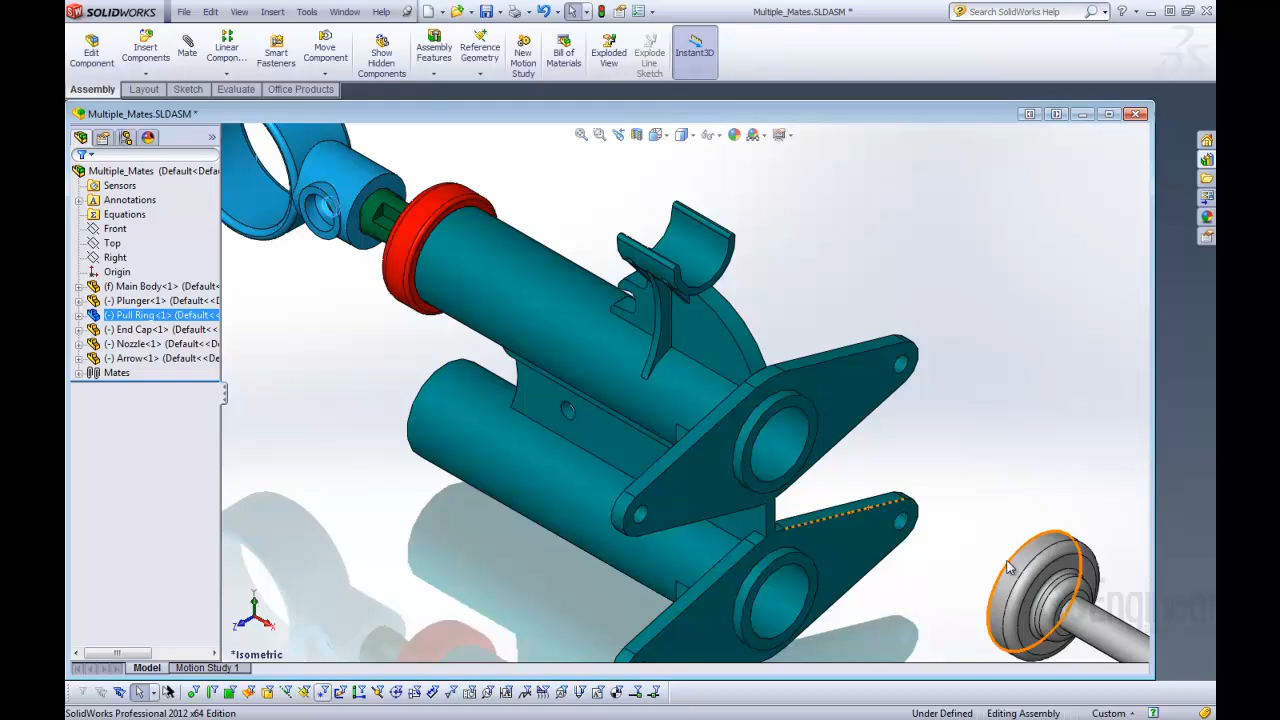 SOLIDWORKS File Edit View Insert Tools Window Help Multiple_Mates.SLDASM * Search SolidWorks Help
Edit Component
Insert Components
Mate
Linear Compon...
Smart Fasteners
Move Component
Show Hidden Components
Assembly Features
Reference Geometry
New Motion Study
Bill of Materials
Exploded View
Explode Line Sketch
Instant3D
Assembly Layout Sketch Evaluate Office Products
Multiple_Mates.SLDASM *
Multiple_Mates (Default<Defau
Sensors
Annotations
Equations
Front
Top
Right
Origin
(f) Main Body<1> (Default<
(-) Plunger<1> (Default<<D
(-) Pull Ring<1> (Default<<
(-) End Cap<1> (Default<<
(-) Nozzle<1> (Default<<D
(-) Arrow<1> (Default<<De
Mates
Y
Z X
*Isometric
Model Motion Study 1
SolidWorks Professional 2012 x64 Edition Under Defined Editing Assembly Custom